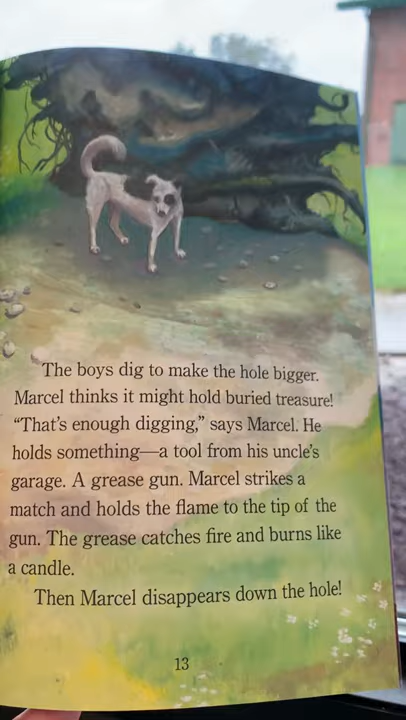 The boys dig to make the hole bigger.
Marcel thinks it might hold buried treasure!
“That’s enough digging,” says Marcel. He
holds something—a tool from his uncle’s
garage. A grease gun. Marcel strikes a
match and holds the flame to the tip of the
gun. The grease catches fire and burns like
a candle.
Then Marcel disappears down the hole!
13